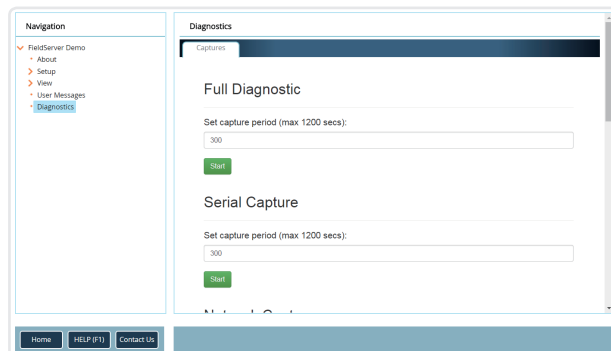 Navigation
FieldServer Demo
About
Setup
View
User Messages
Diagnostics
Diagnostics
Captures
Full Diagnostic
Set capture period (max 1200 secs):
300
Start
Serial Capture
Set capture period (max 1200 secs):
300
Start
Home
HELP (F1)
Contact Us